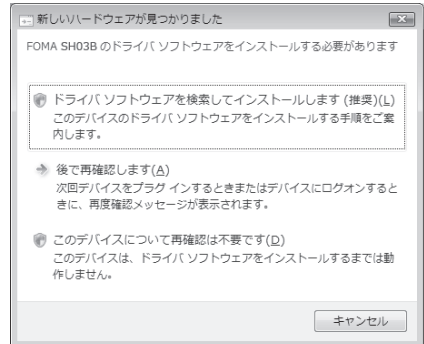 新しいハードウェアが見つかりました
FOMA SH03B のドライバ ソフトウェアをインストールする必要があります
ドライバ ソフトウェアを検索してインストールします (推奨)(L)
このデバイスのドライバ ソフトウェアをインストールする手順をご案
内します。
後で再確認します(A)
次回デバイスをプラグ インするときまたはデバイスにログオンすると
きに、再度確認メッセージが表示されます。
このデバイスについて再確認は不要です(D)
このデバイスは、ドライバ ソフトウェアをインストールするまでは動
作しません。
キャンセル